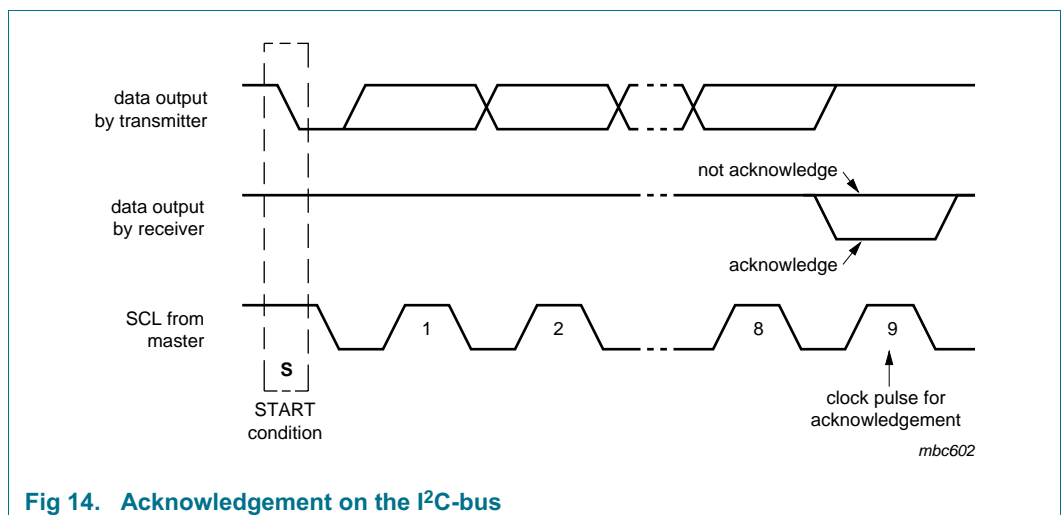 data output
by transmitter
not acknowledge
data output
by receiver
acknowledge
SCL from
master
1
2
8
9
S
START
condition
clock pulse for
acknowledgement
mbc602
Fig 14. Acknowledgement on the I²C-bus